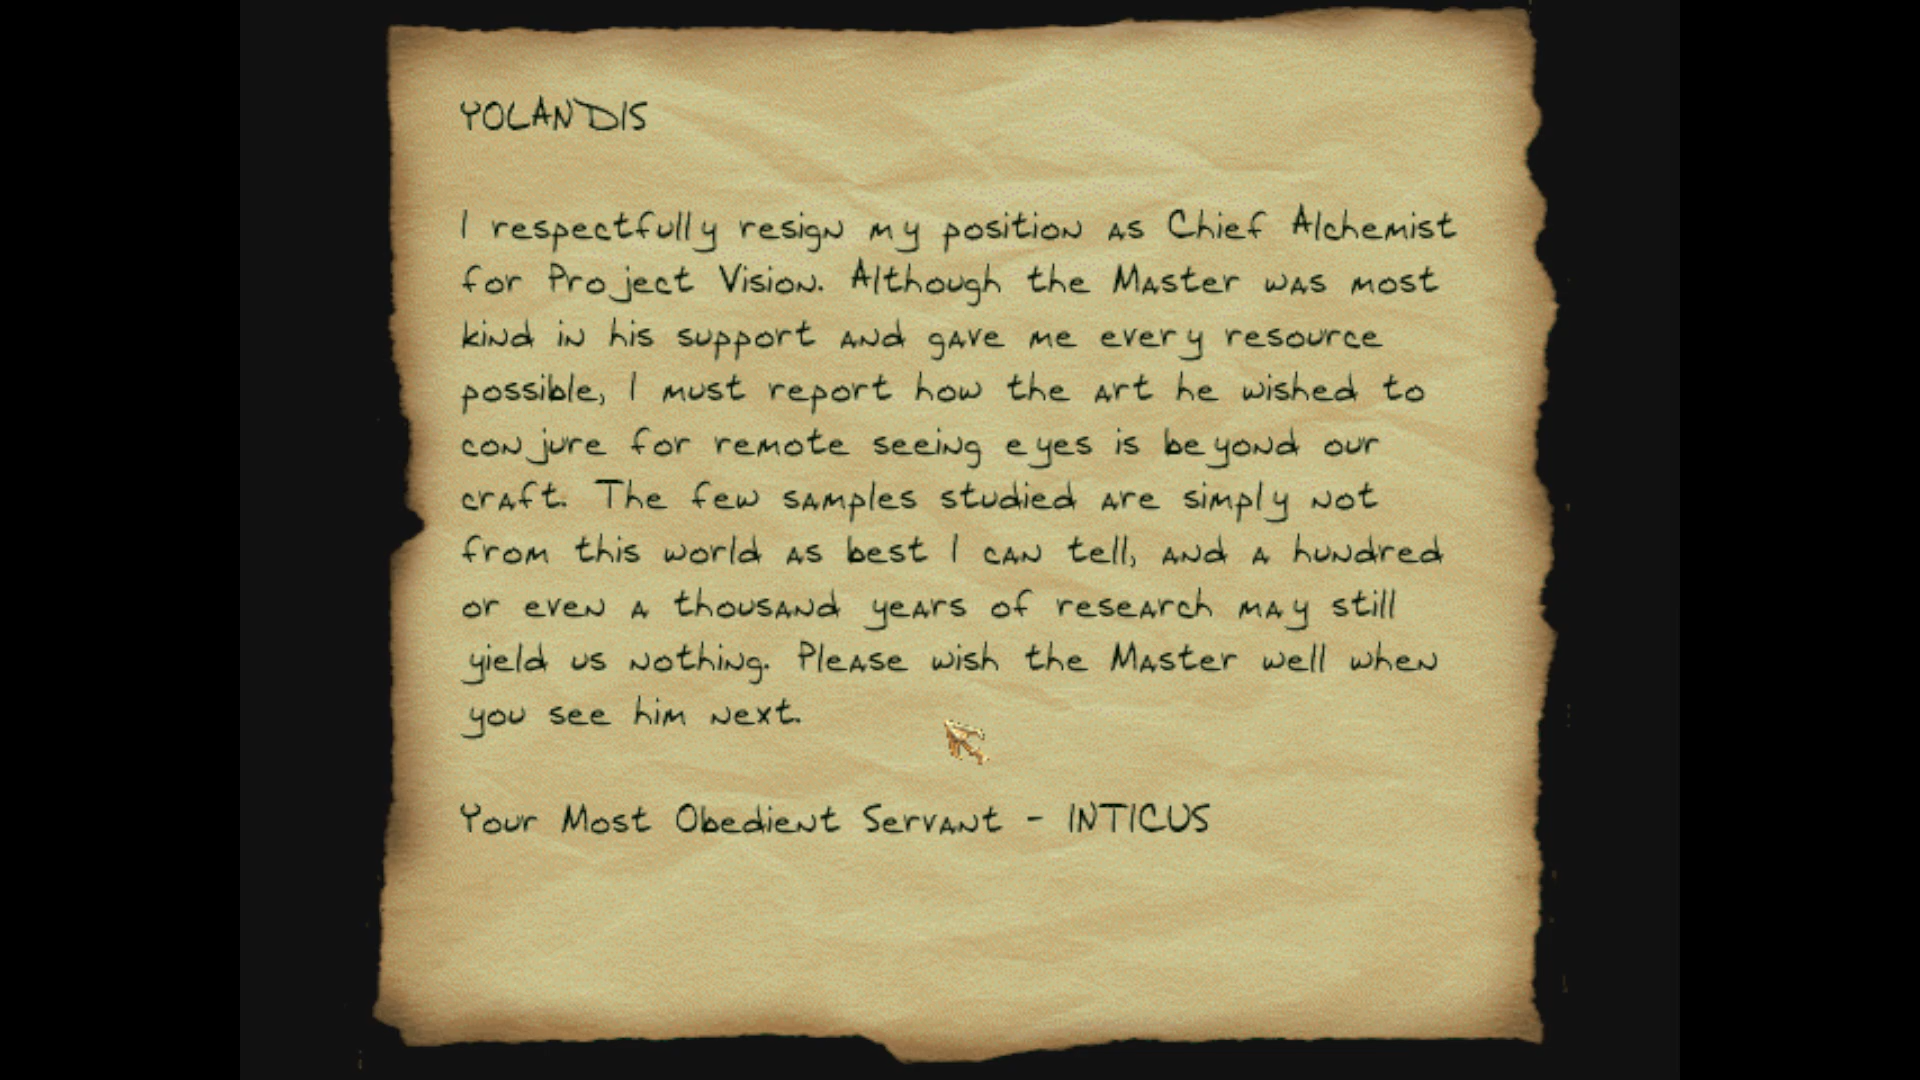 YOLANDIS
I respectfully resign my position as Chief Alchemist
for Project Vision. Although the Master was most
kind in his support and gave me every resource
possible, I must report how the art he wished to
conjure for remote seeing eyes is beyond our
craft. The few samples studied are simply not
from this world as best I can tell, and a hundred
or even a thousand years of research may still
yield us nothing. Please wish the Master well when
you see him next.
Your Most Obedient Servant - INTICUS